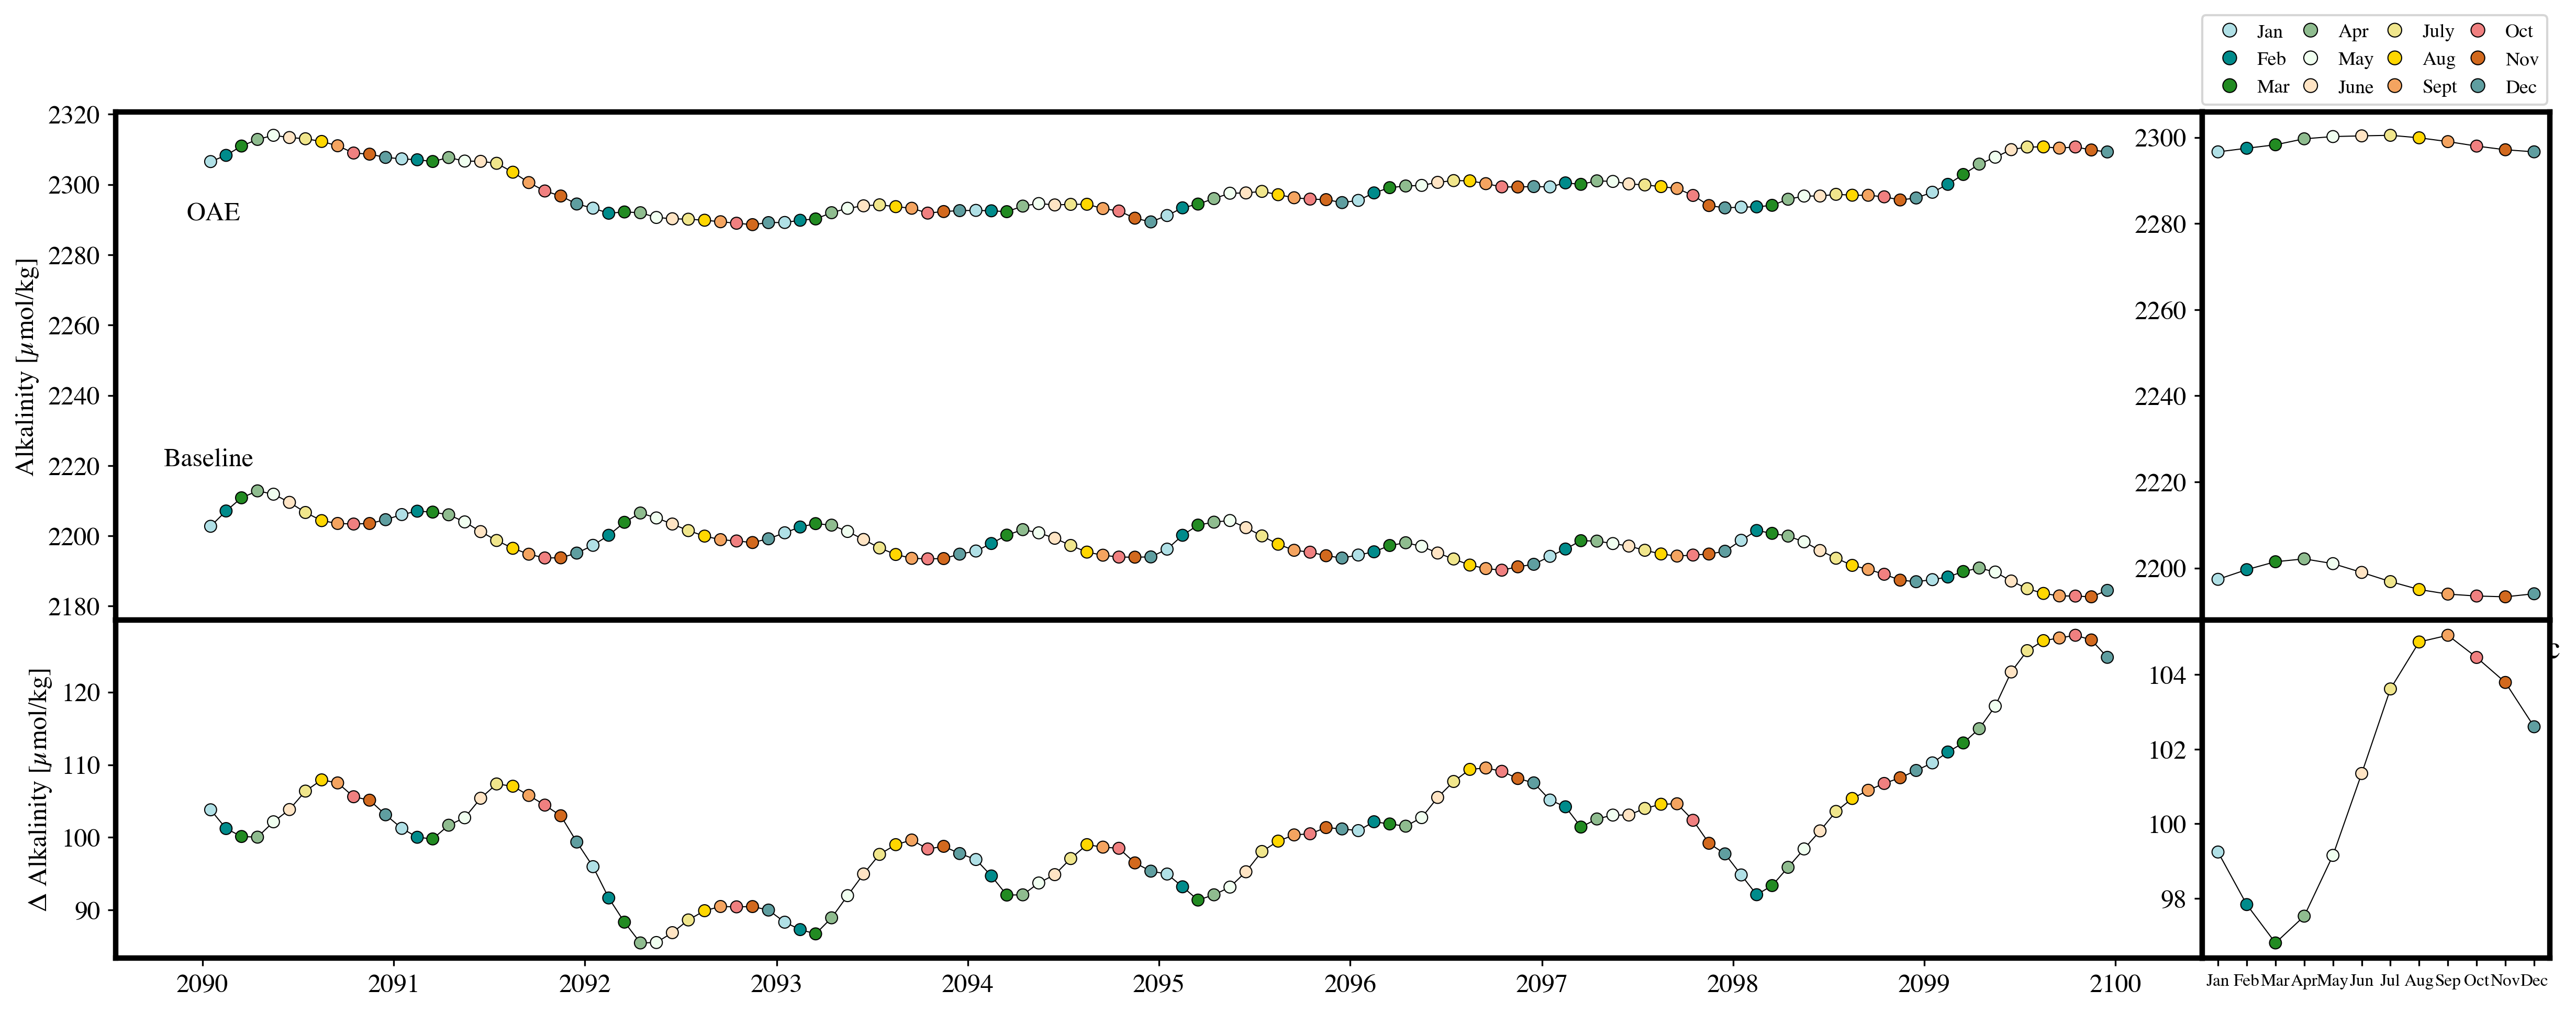 Jan Apr July Oct
Feb May Aug Nov
Mar June Sept Dec
2320
2300
2280
2260
2240
2220
2200
2180
Alkalinity [μmol/kg]
OAE
Baseline
2300
2280
2260
2240
2220
2200
120
110
100
90
Δ Alkalinity [μmol/kg]
104
102
100
98
c
2090 2091 2092 2093 2094 2095 2096 2097 2098 2099 2100
Jan Feb Mar Apr May Jun Jul Aug Sep Oct Nov Dec